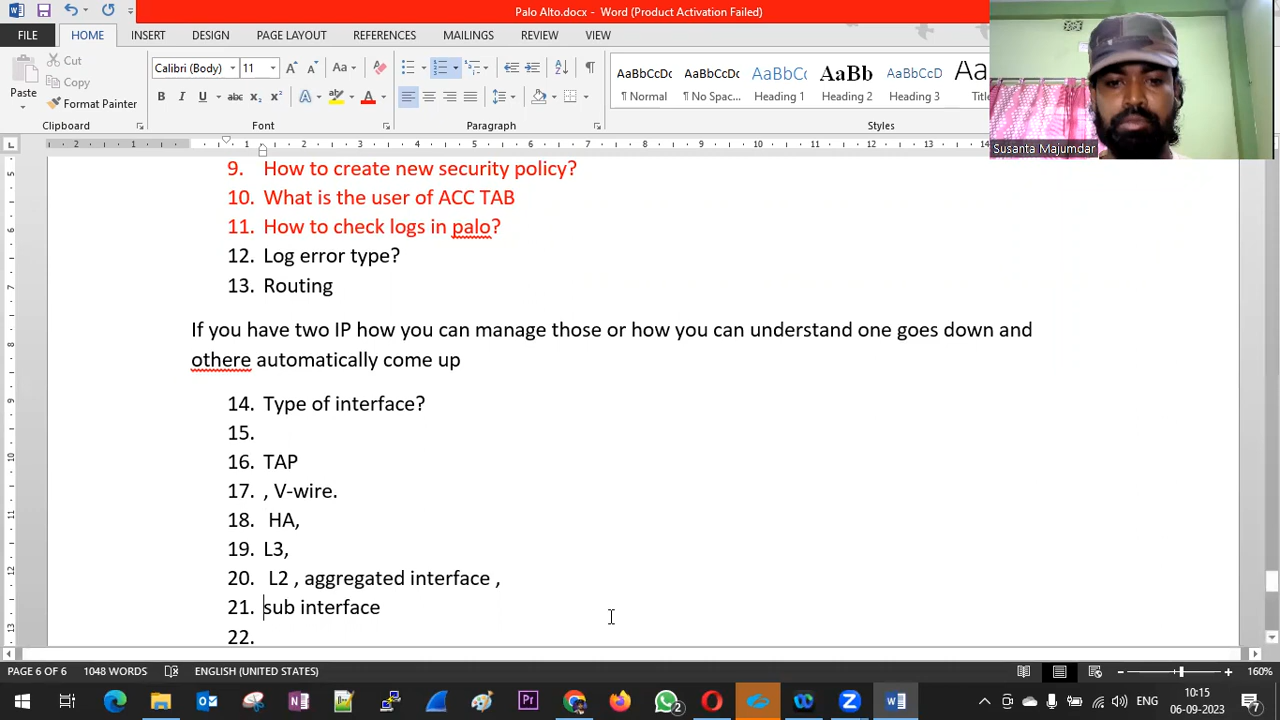 Palo Alto.docx - Word (Product Activation Failed)
FILE HOME INSERT DESIGN PAGE LAYOUT REFERENCES MAILINGS REVIEW VIEW
Cut
Copy
Format Painter
Paste
Clipboard
Calibri (Body) 11
Font
Paragraph
AaBbCcDc AaBbCcDc AaBbC AaBb AaBbCcD
¶ Normal ¶ No Spac... Heading 1 Heading 2 Heading 3
Styles
Susanta Majumdar
9. How to create new security policy?
10. What is the user of ACC TAB
11. How to check logs in palo?
12. Log error type?
13. Routing
If you have two IP how you can manage those or how you can understand one goes down and
othere automatically come up
14. Type of interface?
15.
16. TAP
17. , V-wire.
18. HA,
19. L3,
20. L2 , aggregated interface ,
21. sub interface
22.
PAGE 6 OF 6 1048 WORDS ENGLISH (UNITED STATES) 160%
ENG 10:15
06-09-2023